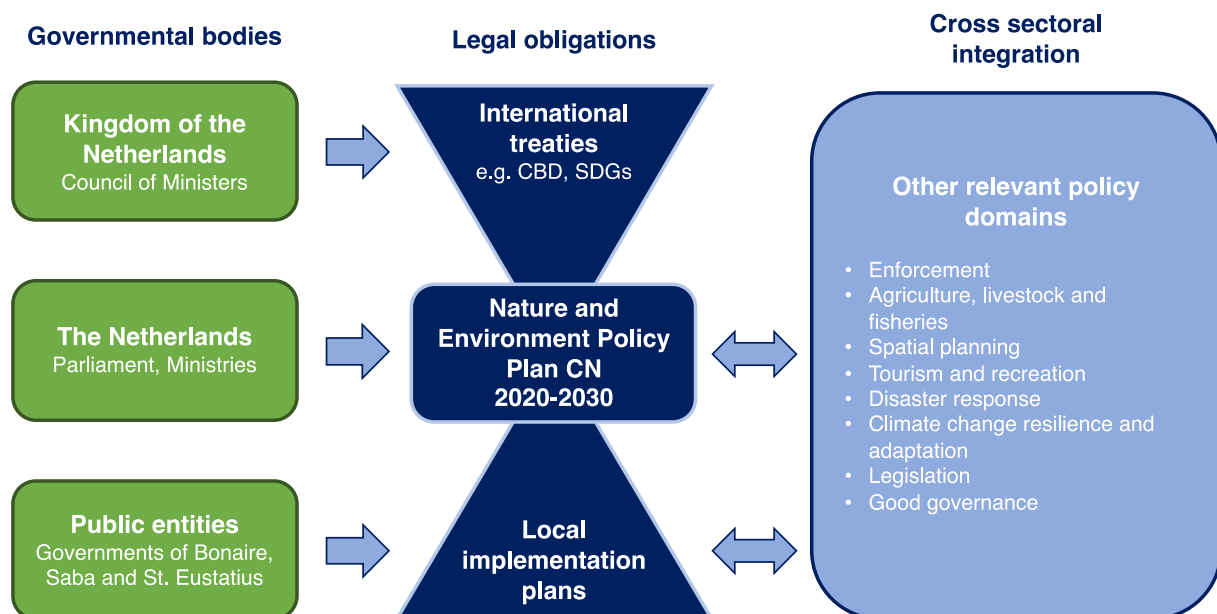 Governmental bodies
Kingdom of the
Netherlands
Council of Ministers
The Netherlands
Parliament, Ministries
Public entities
Governments of Bonaire,
Saba and St. Eustatius
Legal obligations
International
treaties
e.g. CBD, SDGs
Nature and
Environment Policy
Plan CN
2020-2030
Local
implementation
plans
Cross sectoral
integration
Other relevant policy
domains
• Enforcement
• Agriculture, livestock and
fisheries
• Spatial planning
• Tourism and recreation
• Disaster response
• Climate change resilience and
adaptation
• Legislation
• Good governance